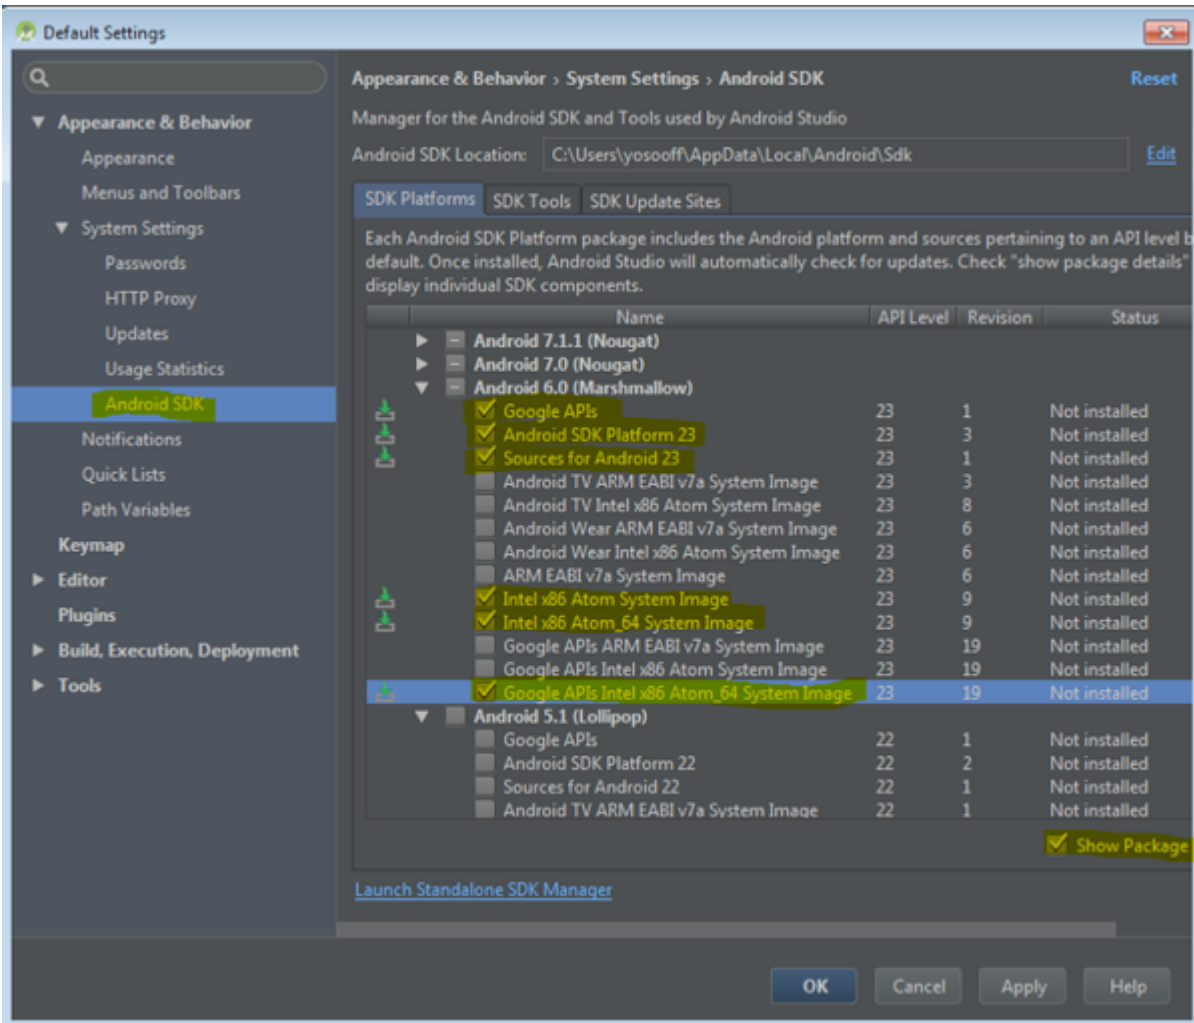 Default Settings
Appearance & Behavior › System Settings › Android SDK
Reset
Manager for the Android SDK and Tools used by Android Studio
Android SDK Location: C:\Users\yosooff\AppData\Local\Android\Sdk Edit
Appearance & Behavior
Appearance
Menus and Toolbars
System Settings
Passwords
HTTP Proxy
Updates
Usage Statistics
Android SDK
Notifications
Quick Lists
Path Variables
Keymap
Editor
Plugins
Build, Execution, Deployment
Tools
SDK Platforms SDK Tools SDK Update Sites
Each Android SDK Platform package includes the Android platform and sources pertaining to an API level b
default. Once installed, Android Studio will automatically check for updates. Check "show package details"
display individual SDK components.
Name API Level Revision Status
Android 7.1.1 (Nougat)
Android 7.0 (Nougat)
Android 6.0 (Marshmallow)
Google APIs 23 1 Not installed
Android SDK Platform 23 23 3 Not installed
Sources for Android 23 23 1 Not installed
Android TV ARM EABI v7a System Image 23 3 Not installed
Android TV Intel x86 Atom System Image 23 8 Not installed
Android Wear ARM EABI v7a System Image 23 6 Not installed
Android Wear Intel x86 Atom System Image 23 6 Not installed
ARM EABI v7a System Image 23 6 Not installed
Intel x86 Atom System Image 23 9 Not installed
Intel x86 Atom_64 System Image 23 9 Not installed
Google APIs ARM EABI v7a System Image 23 19 Not installed
Google APIs Intel x86 Atom System Image 23 19 Not installed
Google APIs Intel x86 Atom_64 System Image 23 19 Not installed
Android 5.1 (Lollipop)
Google APIs 22 1 Not installed
Android SDK Platform 22 22 2 Not installed
Sources for Android 22 22 1 Not installed
Android TV ARM EABI v7a System Image 22 1 Not installed
Show Package
Launch Standalone SDK Manager
OK Cancel Apply Help